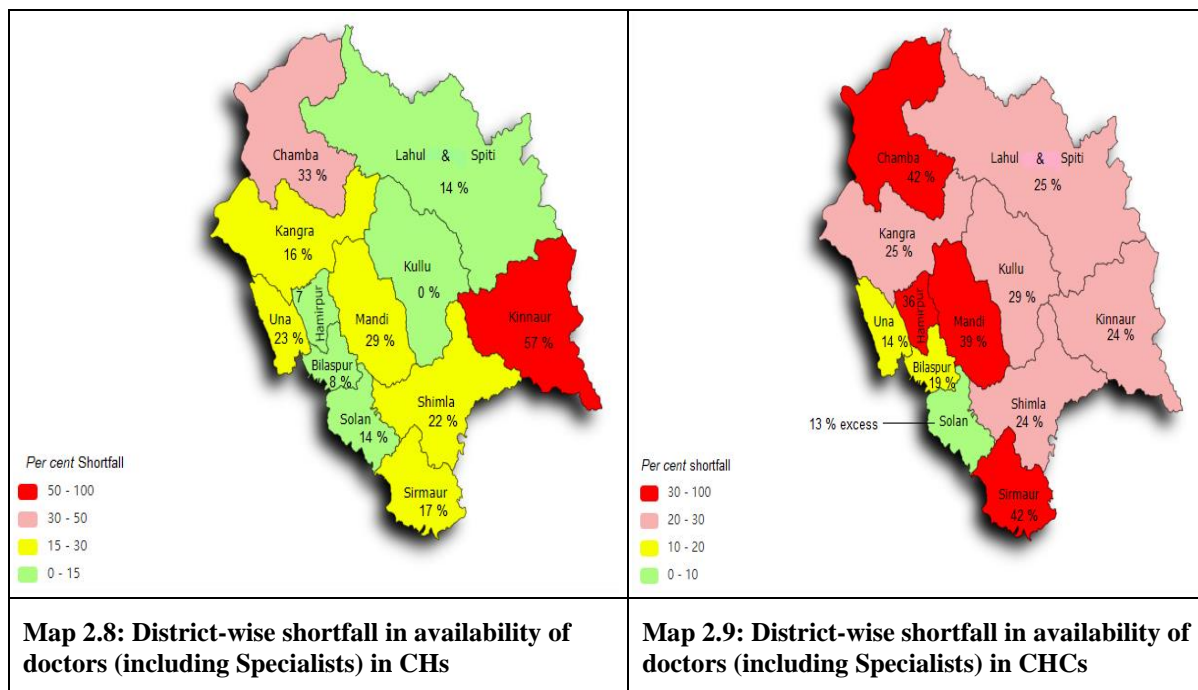 Chamba
33 %
Lahul & Spiti
14 %
Kangra
16 %
Kullu
0 %
7
Hamirpur
Una
23 %
Mandi
29 %
Kinnaur
57 %
Bilaspur
8 %
Solan
14 %
Shimla
22 %
Sirmaur
17 %
Per cent Shortfall
50 - 100
30 - 50
15 - 30
0 - 15
Map 2.8: District-wise shortfall in availability of
doctors (including Specialists) in CHs
Chamba
42 %
Lahul & Spiti
25 %
Kangra
25 %
Kullu
29 %
36
Hamirpur
Una
14 %
Mandi
39 %
Kinnaur
24 %
Bilaspur
19 %
Solan
13 % excess
Shimla
24 %
Sirmaur
42 %
Per cent shortfall
30 - 100
20 - 30
10 - 20
0 - 10
Map 2.9: District-wise shortfall in availability of
doctors (including Specialists) in CHCs